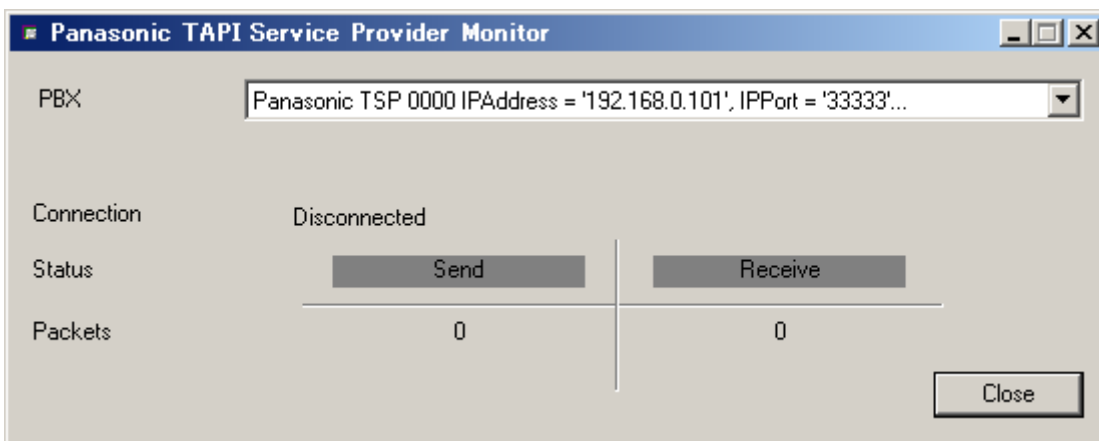 Panasonic TAPI Service Provider Monitor
PBX Panasonic TSP 0000 IPAddress = '192.168.0.101', IPPort = '33333'...
Connection Disconnected
Status Send Receive
Packets 0 0
Close